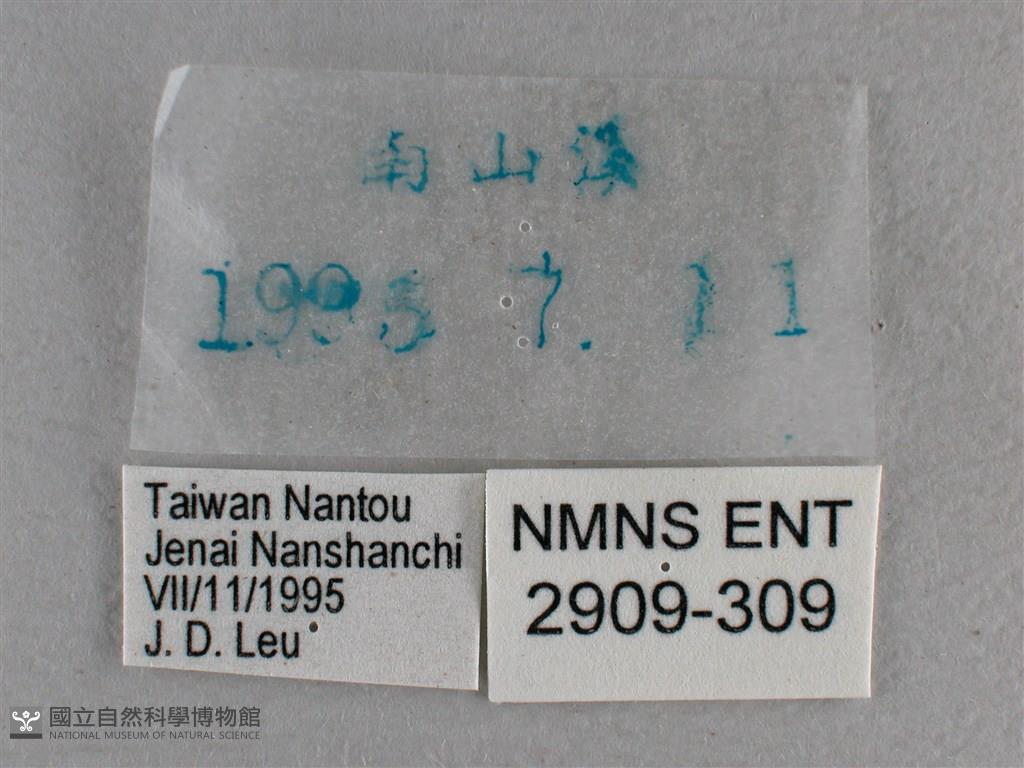 南山溪
1995 7. 11
Taiwan Nantou
Jenai Nanshanchi
VII/11/1995
J. D. Leu
NMNS ENT
2909-309
國立自然科學博物館
NATIONAL MUSEUM OF NATURAL SCIENCE